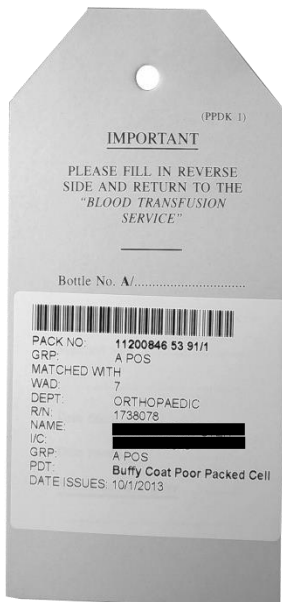 (PPDK 1)
IMPORTANT
PLEASE FILL IN REVERSE
SIDE AND RETURN TO THE
"BLOOD TRANSFUSION
SERVICE"
Bottle No. A/..............................
PACK NO: 11200846 53 91/1
GRP: A POS
MATCHED WITH
WAD: 7
DEPT: ORTHOPAEDIC
R/N: 1738078
NAME:
I/C:
GRP: A POS
PDT: Buffy Coat Poor Packed Cell
DATE ISSUES: 10/1/2013